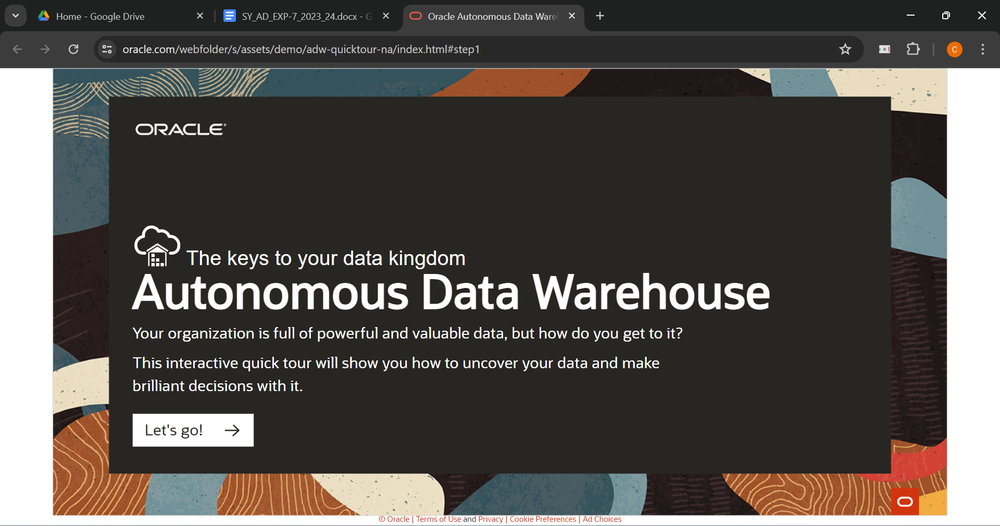 Home - Google Drive
SY_AD_EXP-7_2023_24.docx - G
Oracle Autonomous Data Ware
oracle.com/webfolder/s/assets/demo/adw-quicktour-na/index.html#step1
C
ORACLE
The keys to your data kingdom
Autonomous Data Warehouse
Your organization is full of powerful and valuable data, but how do you get to it?
This interactive quick tour will show you how to uncover your data and make
brilliant decisions with it.
Let's go!
© Oracle | Terms of Use and Privacy | Cookie Preferences | Ad Choices